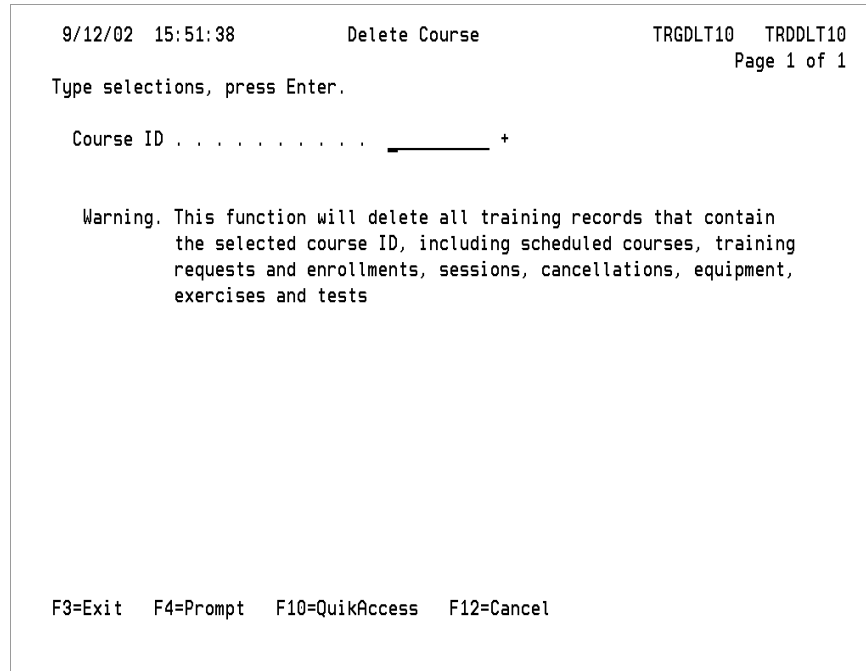 9/12/02 15:51:38 Delete Course TRGDLT10 TRDDLT10
Page 1 of 1
Type selections, press Enter.
Course ID . . . . . . . . . . __________ +
Warning. This function will delete all training records that contain
the selected course ID, including scheduled courses, training
requests and enrollments, sessions, cancellations, equipment,
exercises and tests
F3=Exit F4=Prompt F10=QuikAccess F12=Cancel